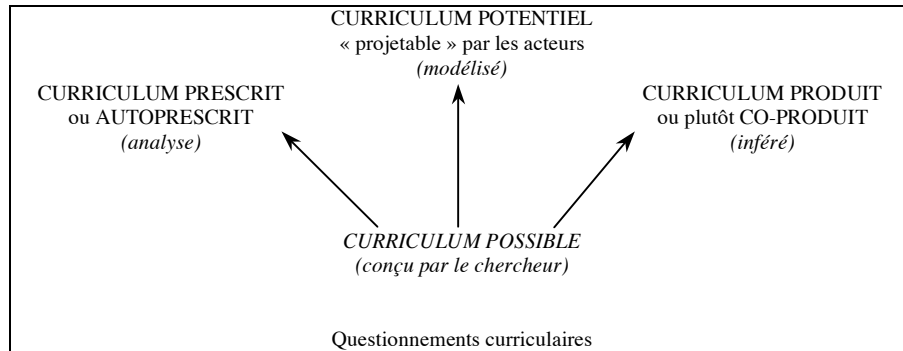 CURRICULUM POTENTIEL
« projetable » par les acteurs
(modélisé)
CURRICULUM PRESCRIT
ou AUTOPRESCRIT
(analyse)
CURRICULUM PRODUIT
ou plutôt CO-PRODUIT
(inféré)
CURRICULUM POSSIBLE
(conçu par le chercheur)
Questionnements curriculaires